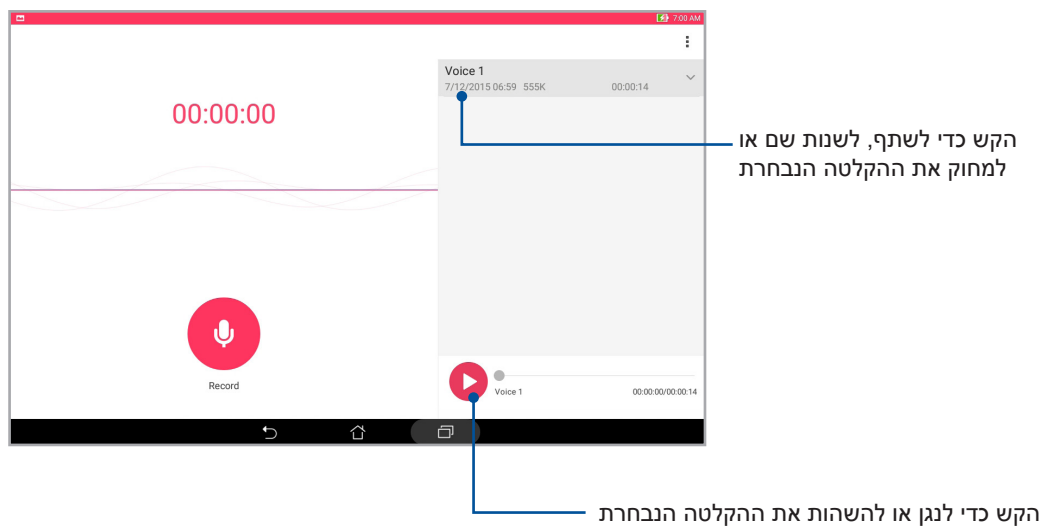 7:00 AM
Voice 1
7/12/2015 06:59 555K 00:00:14
00:00:00
הקש כדי לשתף, לשנות שם או
למחוק את ההקלטה הנבחרת
Record
Voice 1 00:00:00/00:00:14
הקש כדי לנגן או להשהות את ההקלטה הנבחרת